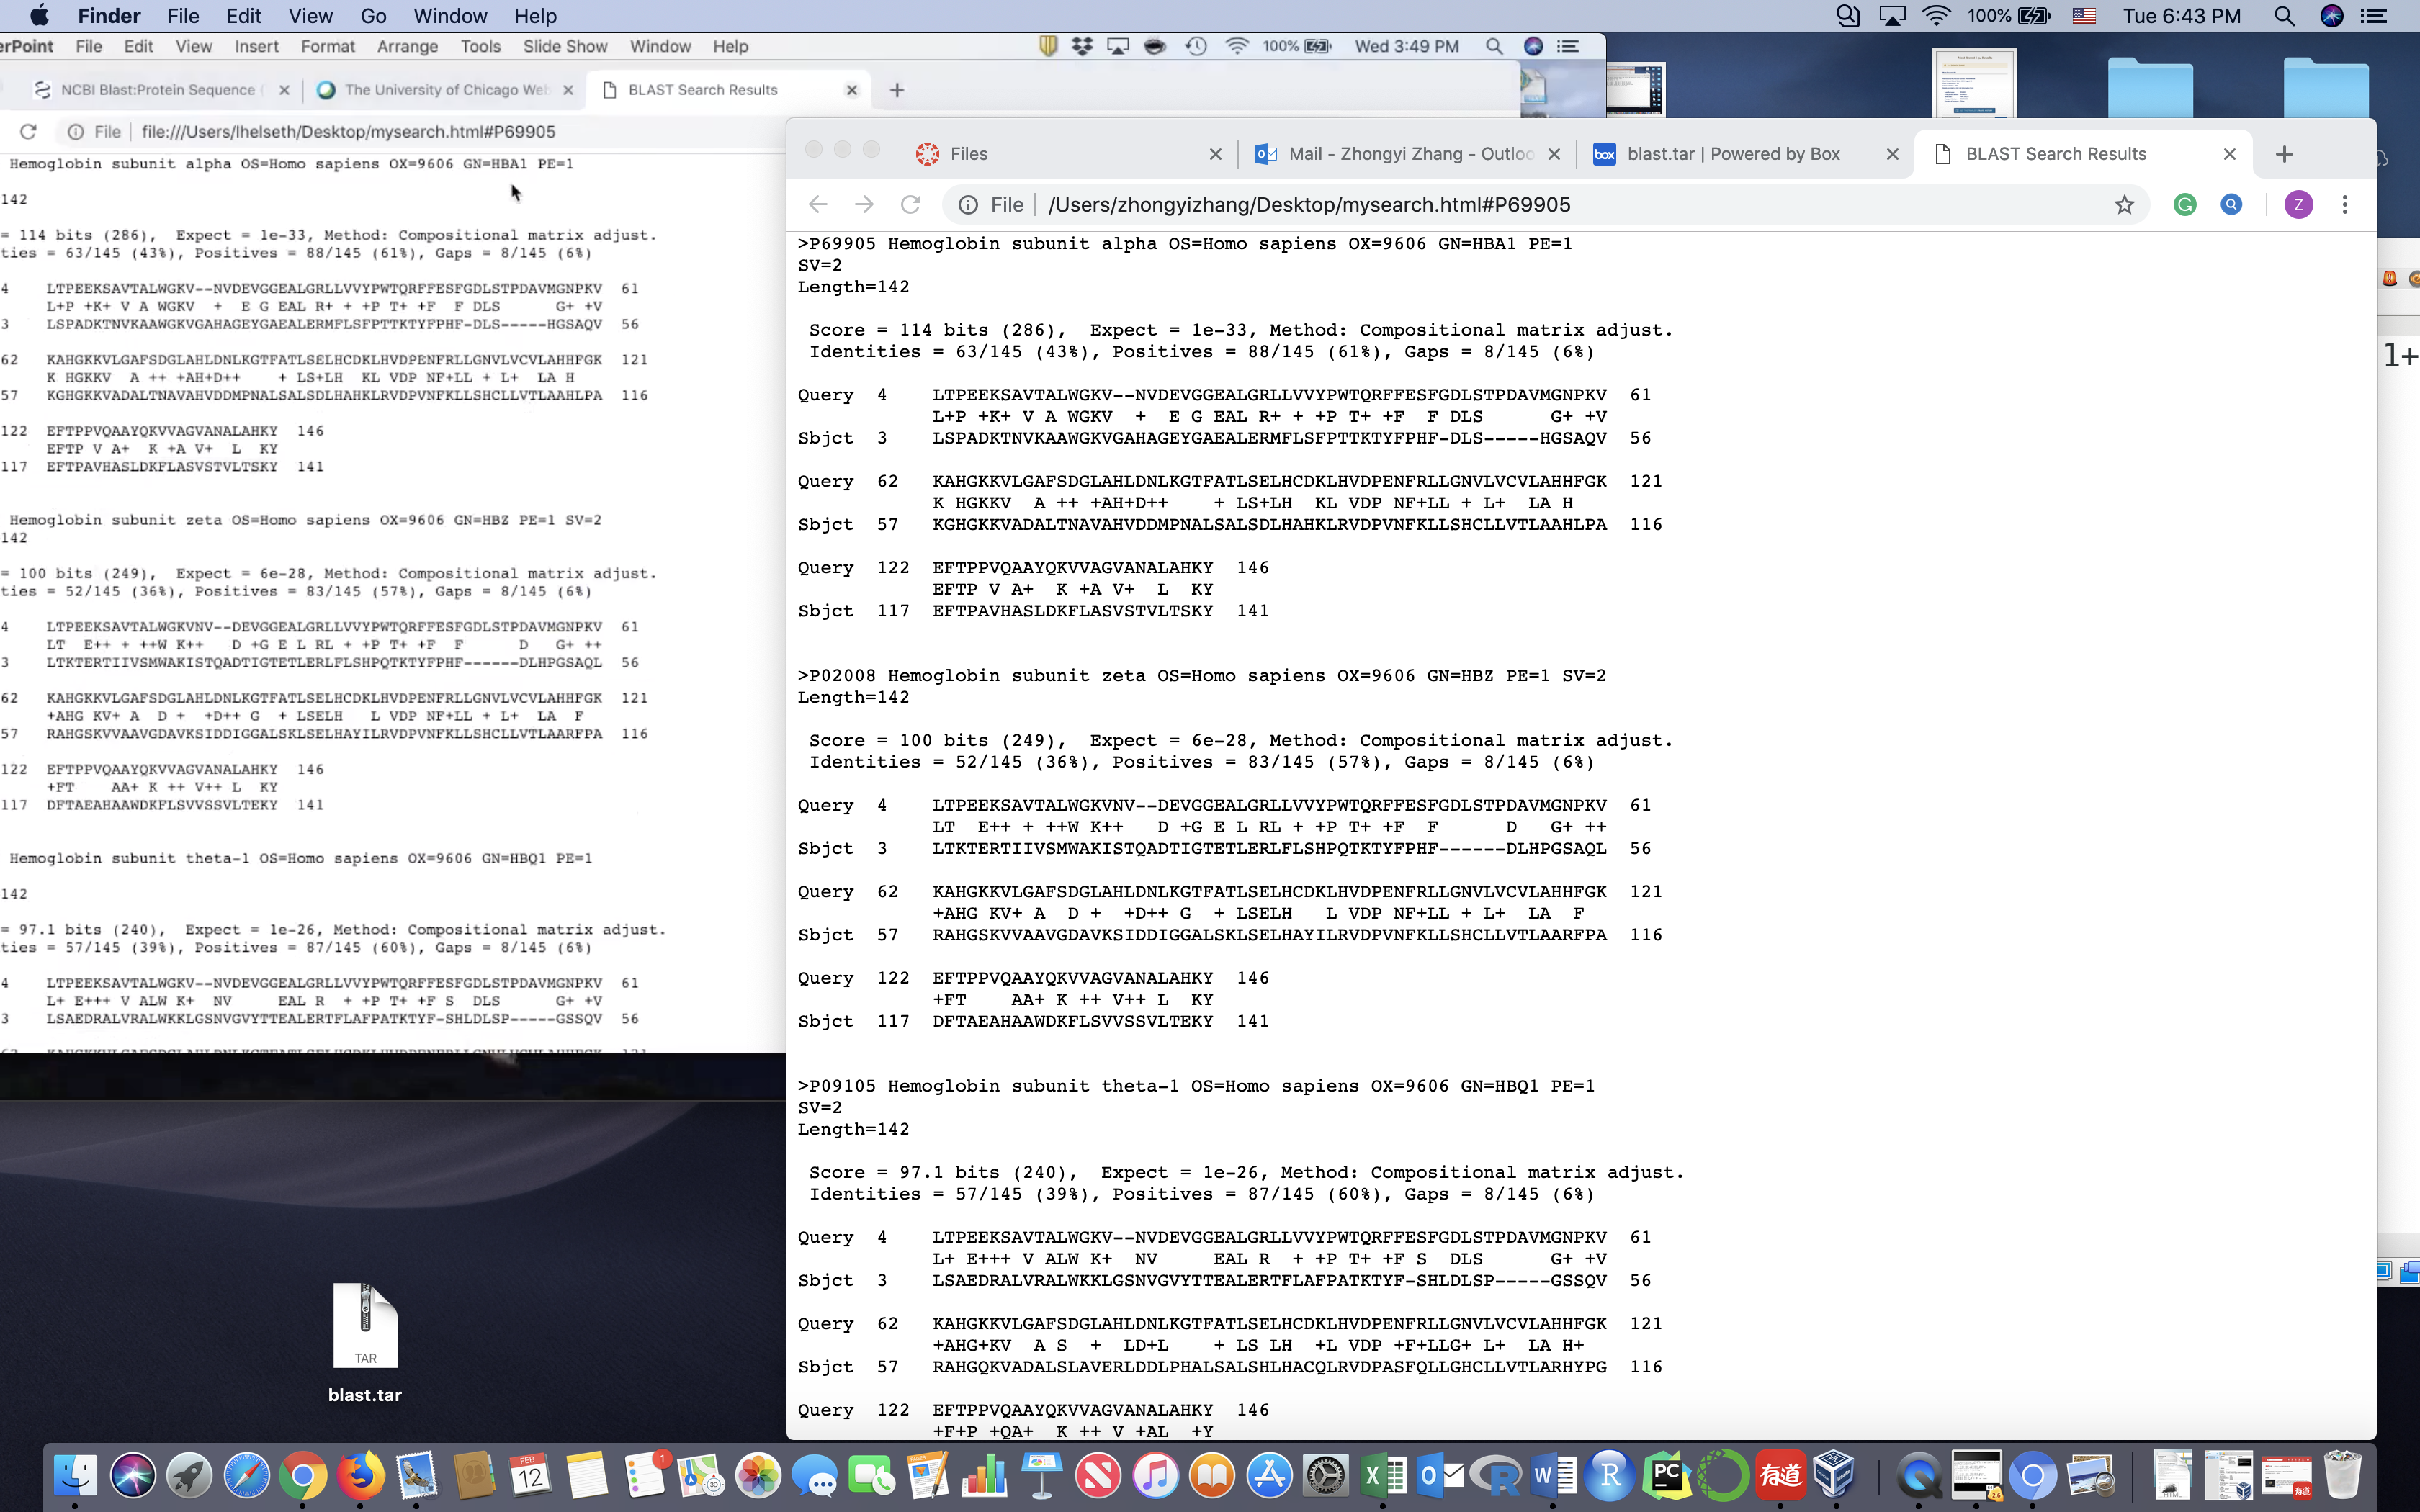 Finder File Edit View Go Window Help 100% Tue 6:43 PM
erPoint File Edit View Insert Format Arrange Tools Slide Show Window Help 100% Wed 3:49 PM
NCBI Blast:Protein Sequence ( The University of Chicago Web BLAST Search Results
File file:///Users/lhelseth/Desktop/mysearch.html#P69905
Hemoglobin subunit alpha OS=Homo sapiens OX=9606 GN=HBA1 PE=1
142
= 114 bits (286),  Expect = 1e-33, Method: Compositional matrix adjust.
ties = 63/145 (43%), Positives = 88/145 (61%), Gaps = 8/145 (6%)
4 LTPEEKSAVTALWGKV--NVDEVGGEALGRLLVVYPWTQRFFESFGDLSTPDAVMGNPKV 61
L+P +K+ V A WGKV  +  E G EAL R+ + +P T+ +F  F DLS      G+ +V
3 LSPADKTNVKAAWGKVGAHAGEYGAEALERMFLSFPTTKTYFPHF-DLS-----HGSAQV 56
62 KAHGKKVLGAFSDGLAHLDNLKGTFATLSELHCDKLHVDPENFRLLGNVLVCVLAHHFGK 121
K HGKKV  A ++ +AH+D++    + LS+LH  KL VDP NF+LL + L+  LA H
57 KGHGKKVADALTNAVAHVDDMPNALSALSDLHAHKLRVDPVNFKLLSHCLLVTLAAHLPA 116
122 EFTPPVQAAYQKVVAGVANALAHKY 146
EFTP V A+  K +A V+  L  KY
117 EFTPAVHASLDKFLASVSTVLTSKY 141
Hemoglobin subunit zeta OS=Homo sapiens OX=9606 GN=HBZ PE=1 SV=2
142
= 100 bits (249),  Expect = 6e-28, Method: Compositional matrix adjust.
ties = 52/145 (36%), Positives = 83/145 (57%), Gaps = 8/145 (6%)
4 LTPEEKSAVTALWGKVNV--DEVGGEALGRLLVVYPWTQRFFESFGDLSTPDAVMGNPKV 61
LT  E++ + ++W K++   D +G E L RL + +P T+ +F  F      D   G+ ++
3 LTKTERTIIVSMWAKISTQADTIGTETLERLFLSHPQTKTYFPHF------DLHPGSAQL 56
62 KAHGKKVLGAFSDGLAHLDNLKGTFATLSELHCDKLHVDPENFRLLGNVLVCVLAHHFGK 121
+AHG KV+ A  D +  +D++ G  + LSELH   L VDP NF+LL + L+  LA  F
57 RAHGSKVVAAVGDAVKSIDDIGGALSKLSELHAYILRVDPVNFKLLSHCLLVTLAARFPA 116
122 EFTPPVQAAYQKVVAGVANALAHKY 146
+FT    AA+ K ++ V++ L  KY
117 DFTAEAHAAWDKFLSVVSSVLTEKY 141
Hemoglobin subunit theta-1 OS=Homo sapiens OX=9606 GN=HBQ1 PE=1
142
= 97.1 bits (240),  Expect = 1e-26, Method: Compositional matrix adjust.
ties = 57/145 (39%), Positives = 87/145 (60%), Gaps = 8/145 (6%)
4 LTPEEKSAVTALWGKV--NVDEVGGEALGRLLVVYPWTQRFFESFGDLSTPDAVMGNPKV 61
L+ E+++ V ALW K+  NV     EAL R  + +P T+ +F S  DLS      G+ +V
3 LSAEDRALVRALWKKLGSNVGVYTTEALERTFLAFPATKTYF-SHLDLSP-----GSSQV 56
Files Mail - Zhongyi Zhang - Outloo blast.tar | Powered by Box BLAST Search Results
File /Users/zhongyizhang/Desktop/mysearch.html#P69905 Z
>P69905 Hemoglobin subunit alpha OS=Homo sapiens OX=9606 GN=HBA1 PE=1
SV=2
Length=142
Score = 114 bits (286),  Expect = 1e-33, Method: Compositional matrix adjust.
Identities = 63/145 (43%), Positives = 88/145 (61%), Gaps = 8/145 (6%)
Query 4 LTPEEKSAVTALWGKV--NVDEVGGEALGRLLVVYPWTQRFFESFGDLSTPDAVMGNPKV 61
L+P +K+ V A WGKV  +  E G EAL R+ + +P T+ +F  F DLS      G+ +V
Sbjct 3 LSPADKTNVKAAWGKVGAHAGEYGAEALERMFLSFPTTKTYFPHF-DLS-----HGSAQV 56
Query 62 KAHGKKVLGAFSDGLAHLDNLKGTFATLSELHCDKLHVDPENFRLLGNVLVCVLAHHFGK 121
K HGKKV  A ++ +AH+D++    + LS+LH  KL VDP NF+LL + L+  LA H
Sbjct 57 KGHGKKVADALTNAVAHVDDMPNALSALSDLHAHKLRVDPVNFKLLSHCLLVTLAAHLPA 116
Query 122 EFTPPVQAAYQKVVAGVANALAHKY 146
EFTP V A+  K +A V+  L  KY
Sbjct 117 EFTPAVHASLDKFLASVSTVLTSKY 141
>P02008 Hemoglobin subunit zeta OS=Homo sapiens OX=9606 GN=HBZ PE=1 SV=2
Length=142
Score = 100 bits (249),  Expect = 6e-28, Method: Compositional matrix adjust.
Identities = 52/145 (36%), Positives = 83/145 (57%), Gaps = 8/145 (6%)
Query 4 LTPEEKSAVTALWGKVNV--DEVGGEALGRLLVVYPWTQRFFESFGDLSTPDAVMGNPKV 61
LT  E++ + ++W K++   D +G E L RL + +P T+ +F  F      D   G+ ++
Sbjct 3 LTKTERTIIVSMWAKISTQADTIGTETLERLFLSHPQTKTYFPHF------DLHPGSAQL 56
Query 62 KAHGKKVLGAFSDGLAHLDNLKGTFATLSELHCDKLHVDPENFRLLGNVLVCVLAHHFGK 121
+AHG KV+ A  D +  +D++ G  + LSELH   L VDP NF+LL + L+  LA  F
Sbjct 57 RAHGSKVVAAVGDAVKSIDDIGGALSKLSELHAYILRVDPVNFKLLSHCLLVTLAARFPA 116
Query 122 EFTPPVQAAYQKVVAGVANALAHKY 146
+FT    AA+ K ++ V++ L  KY
Sbjct 117 DFTAEAHAAWDKFLSVVSSVLTEKY 141
>P09105 Hemoglobin subunit theta-1 OS=Homo sapiens OX=9606 GN=HBQ1 PE=1
SV=2
Length=142
Score = 97.1 bits (240),  Expect = 1e-26, Method: Compositional matrix adjust.
Identities = 57/145 (39%), Positives = 87/145 (60%), Gaps = 8/145 (6%)
Query 4 LTPEEKSAVTALWGKV--NVDEVGGEALGRLLVVYPWTQRFFESFGDLSTPDAVMGNPKV 61
L+ E+++ V ALW K+  NV     EAL R  + +P T+ +F S  DLS      G+ +V
Sbjct 3 LSAEDRALVRALWKKLGSNVGVYTTEALERTFLAFPATKTYF-SHLDLSP-----GSSQV 56
Query 62 KAHGKKVLGAFSDGLAHLDNLKGTFATLSELHCDKLHVDPENFRLLGNVLVCVLAHHFGK 121
+AHG+KV  A S  +  LD+L    + LS LH  +L VDP +F+LLG+ L+  LA H+
Sbjct 57 RAHGQKVADALSLAVERLDDLPHALSALSHLHACQLRVDPASFQLLGHCLLVTLARHYPG 116
Query 122 EFTPPVQAAYQKVVAGVANALAHKY 146
+F+P +QA+  K ++ V +AL  +Y
1+
TAR
blast.tar
FEB
12
1
有道